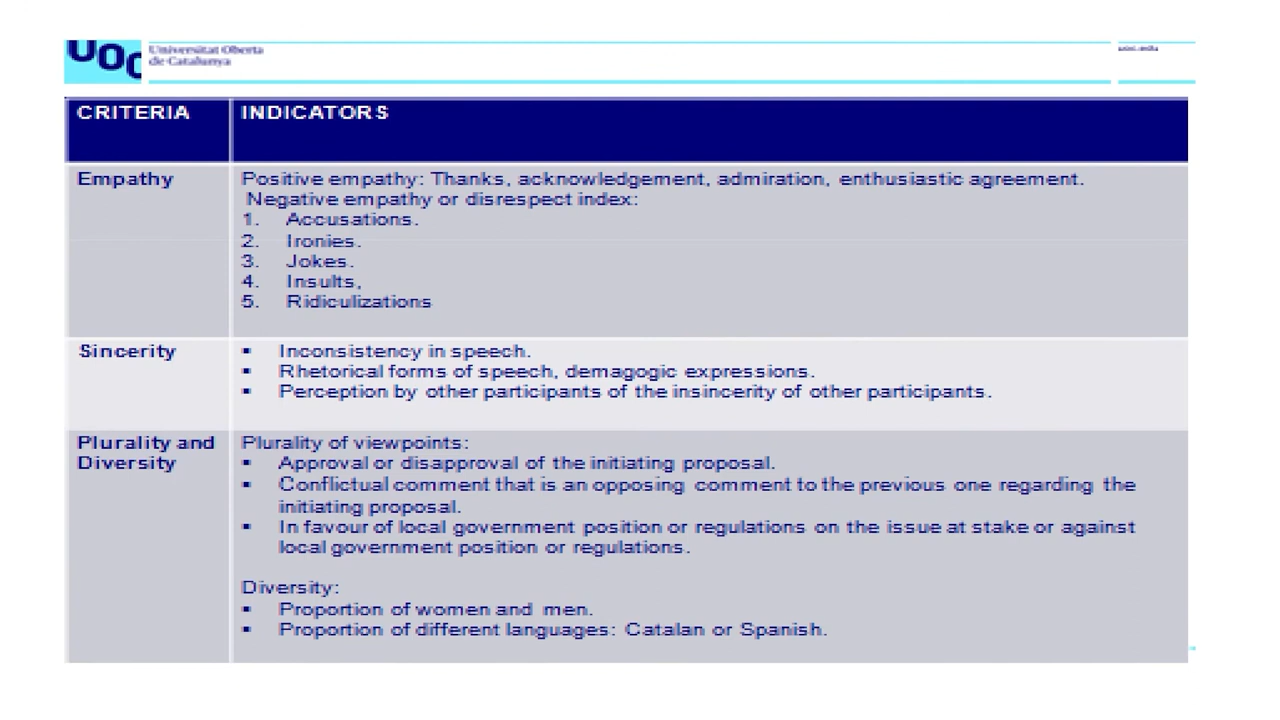 UOC
Universitat Oberta
de Catalunya
uoc.edu
CRITERIA
INDICATORS
Empathy
Positive empathy: Thanks, acknowledgement, admiration, enthusiastic agreement.
Negative empathy or disrespect index:
1. Accusations.
2. Ironies.
3. Jokes.
4. Insults,
5. Ridiculizations
Sincerity
▪ Inconsistency in speech.
▪ Rhetorical forms of speech, demagogic expressions.
▪ Perception by other participants of the insincerity of other participants.
Plurality and
Diversity
Plurality of viewpoints:
▪ Approval or disapproval of the initiating proposal.
▪ Conflictual comment that is an opposing comment to the previous one regarding the
initiating proposal.
▪ In favour of local government position or regulations on the issue at stake or against
local government position or regulations.
Diversity:
▪ Proportion of women and men.
▪ Proportion of different languages: Catalan or Spanish.